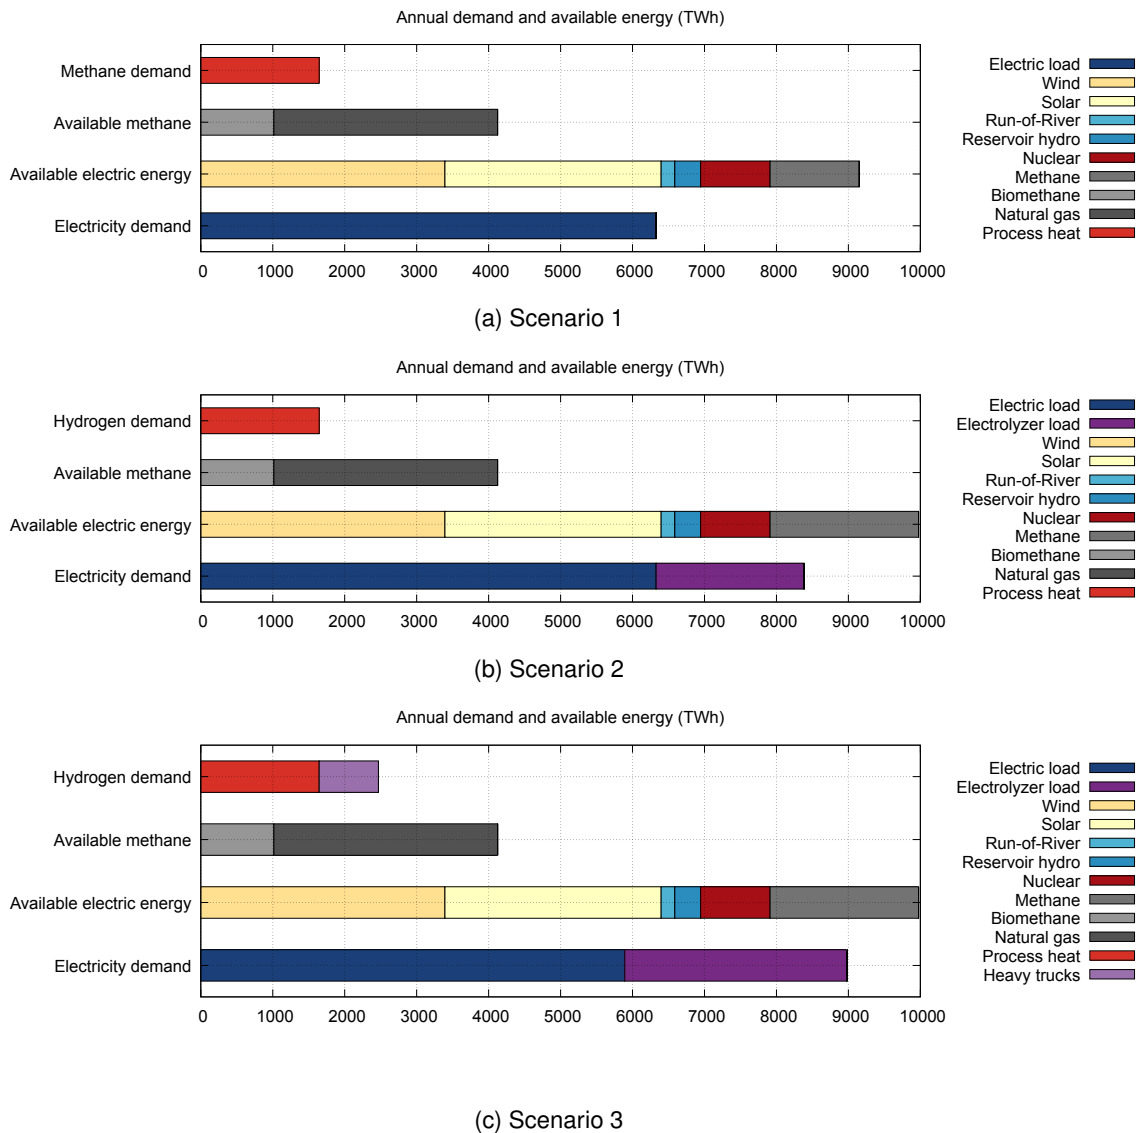 Annual demand and available energy (TWh)
Methane demand
Available methane
Available electric energy
Electricity demand
0 1000 2000 3000 4000 5000 6000 7000 8000 9000 10000
Electric load
Wind
Solar
Run-of-River
Reservoir hydro
Nuclear
Methane
Biomethane
Natural gas
Process heat
(a) Scenario 1
Annual demand and available energy (TWh)
Hydrogen demand
Available methane
Available electric energy
Electricity demand
0 1000 2000 3000 4000 5000 6000 7000 8000 9000 10000
Electric load
Electrolyzer load
Wind
Solar
Run-of-River
Reservoir hydro
Nuclear
Methane
Biomethane
Natural gas
Process heat
(b) Scenario 2
Annual demand and available energy (TWh)
Hydrogen demand
Available methane
Available electric energy
Electricity demand
0 1000 2000 3000 4000 5000 6000 7000 8000 9000 10000
Electric load
Electrolyzer load
Wind
Solar
Run-of-River
Reservoir hydro
Nuclear
Methane
Biomethane
Natural gas
Process heat
Heavy trucks
(c) Scenario 3